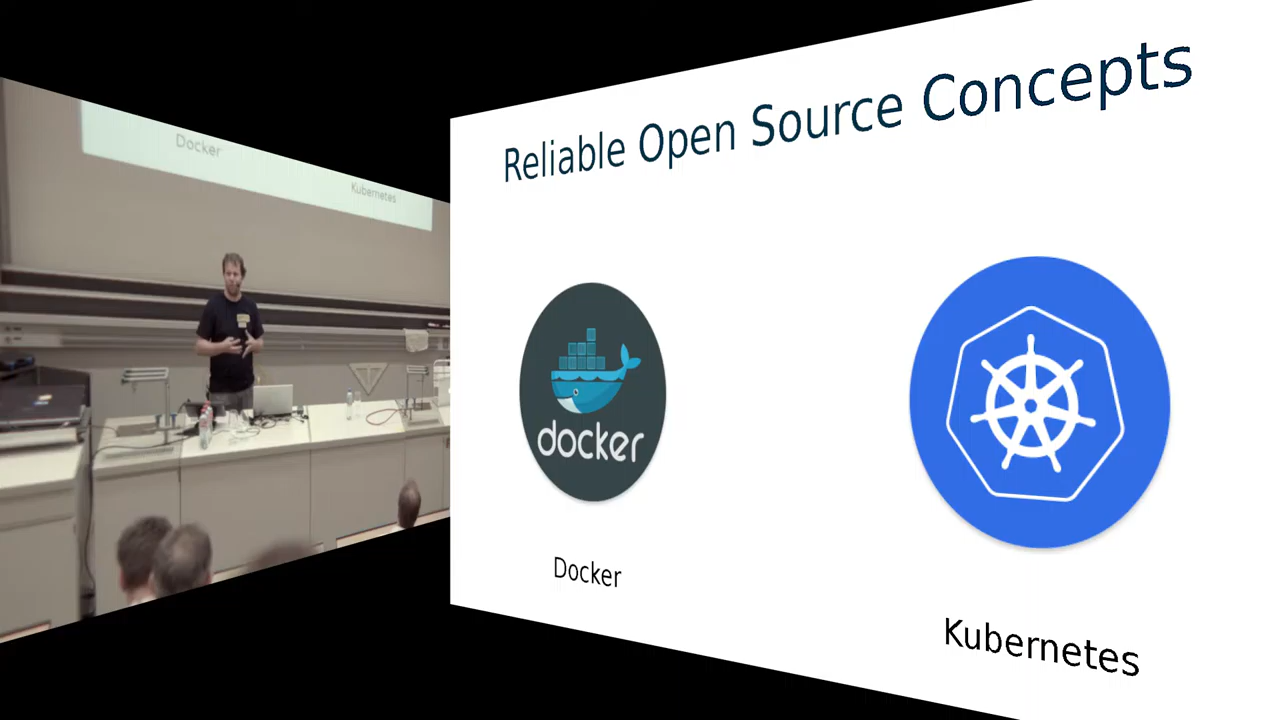 Docker
Kubernetes
Reliable Open Source Concepts
docker
Docker
Kubernetes